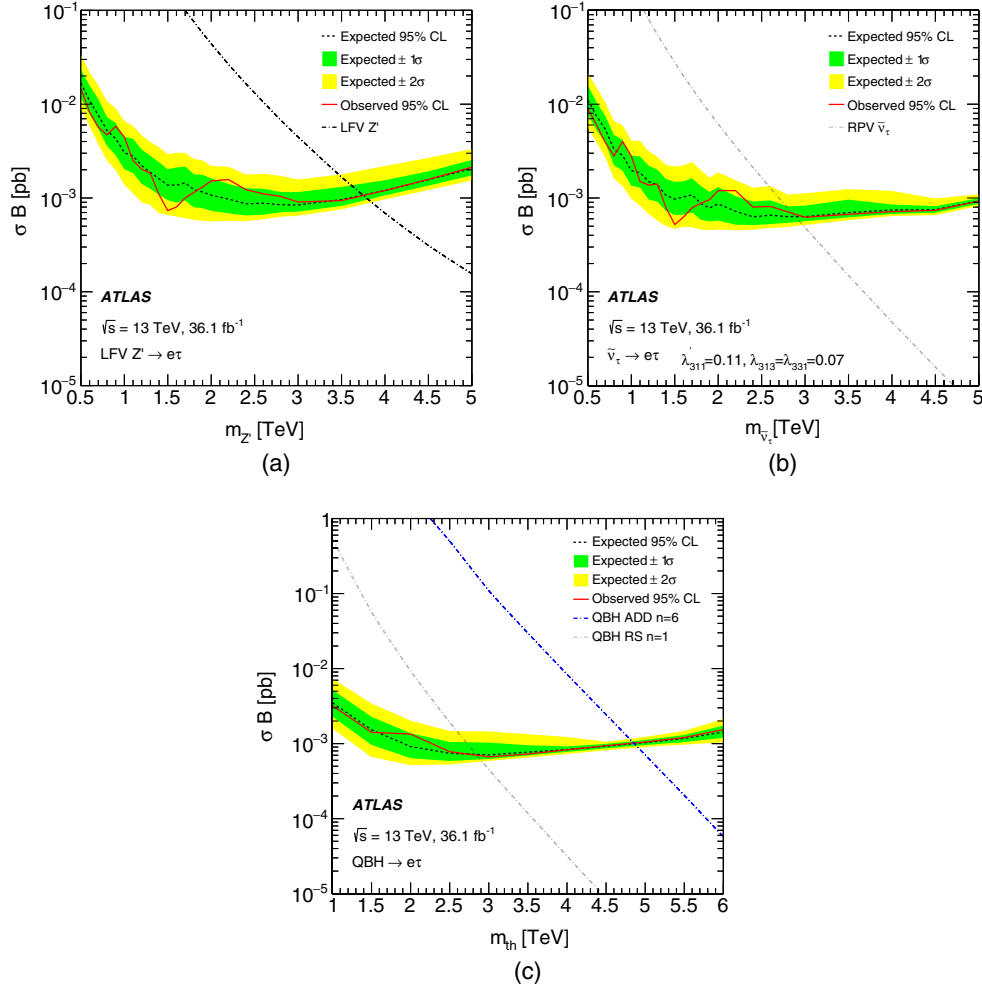 10⁻¹
10⁻²
10⁻³
10⁻⁴
10⁻⁵
σ B [pb]
Expected 95% CL
Expected ± 1σ
Expected ± 2σ
Observed 95% CL
LFV Z'
ATLAS
√s = 13 TeV, 36.1 fb⁻¹
LFV Z' → eτ
0.5 1 1.5 2 2.5 3 3.5 4 4.5 5
m_Z' [TeV]
(a)
10⁻¹
10⁻²
10⁻³
10⁻⁴
10⁻⁵
σ B [pb]
Expected 95% CL
Expected ± 1σ
Expected ± 2σ
Observed 95% CL
RPV ν̃_τ
ATLAS
√s = 13 TeV, 36.1 fb⁻¹
ν̃_τ → eτ λ'₃₁₁=0.11, λ₃₁₃=λ₃₃₁=0.07
0.5 1 1.5 2 2.5 3 3.5 4 4.5 5
m_ν̃_τ [TeV]
(b)
1
10⁻¹
10⁻²
10⁻³
10⁻⁴
10⁻⁵
σ B [pb]
Expected 95% CL
Expected ± 1σ
Expected ± 2σ
Observed 95% CL
QBH ADD n=6
QBH RS n=1
ATLAS
√s = 13 TeV, 36.1 fb⁻¹
QBH → eτ
1 1.5 2 2.5 3 3.5 4 4.5 5 5.5 6
m_th [TeV]
(c)